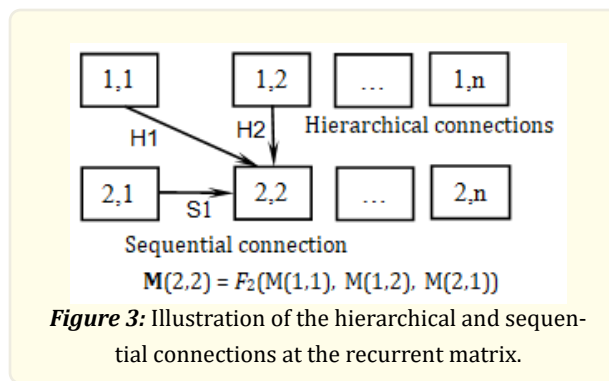 1,1 1,2 ... 1,n
H1 H2 Hierarchical connections
2,1 2,2 ... 2,n
S1
Sequential connection
M(2,2) = F2(M(1,1), M(1,2), M(2,1))
Figure 3: Illustration of the hierarchical and sequen-
tial connections at the recurrent matrix.